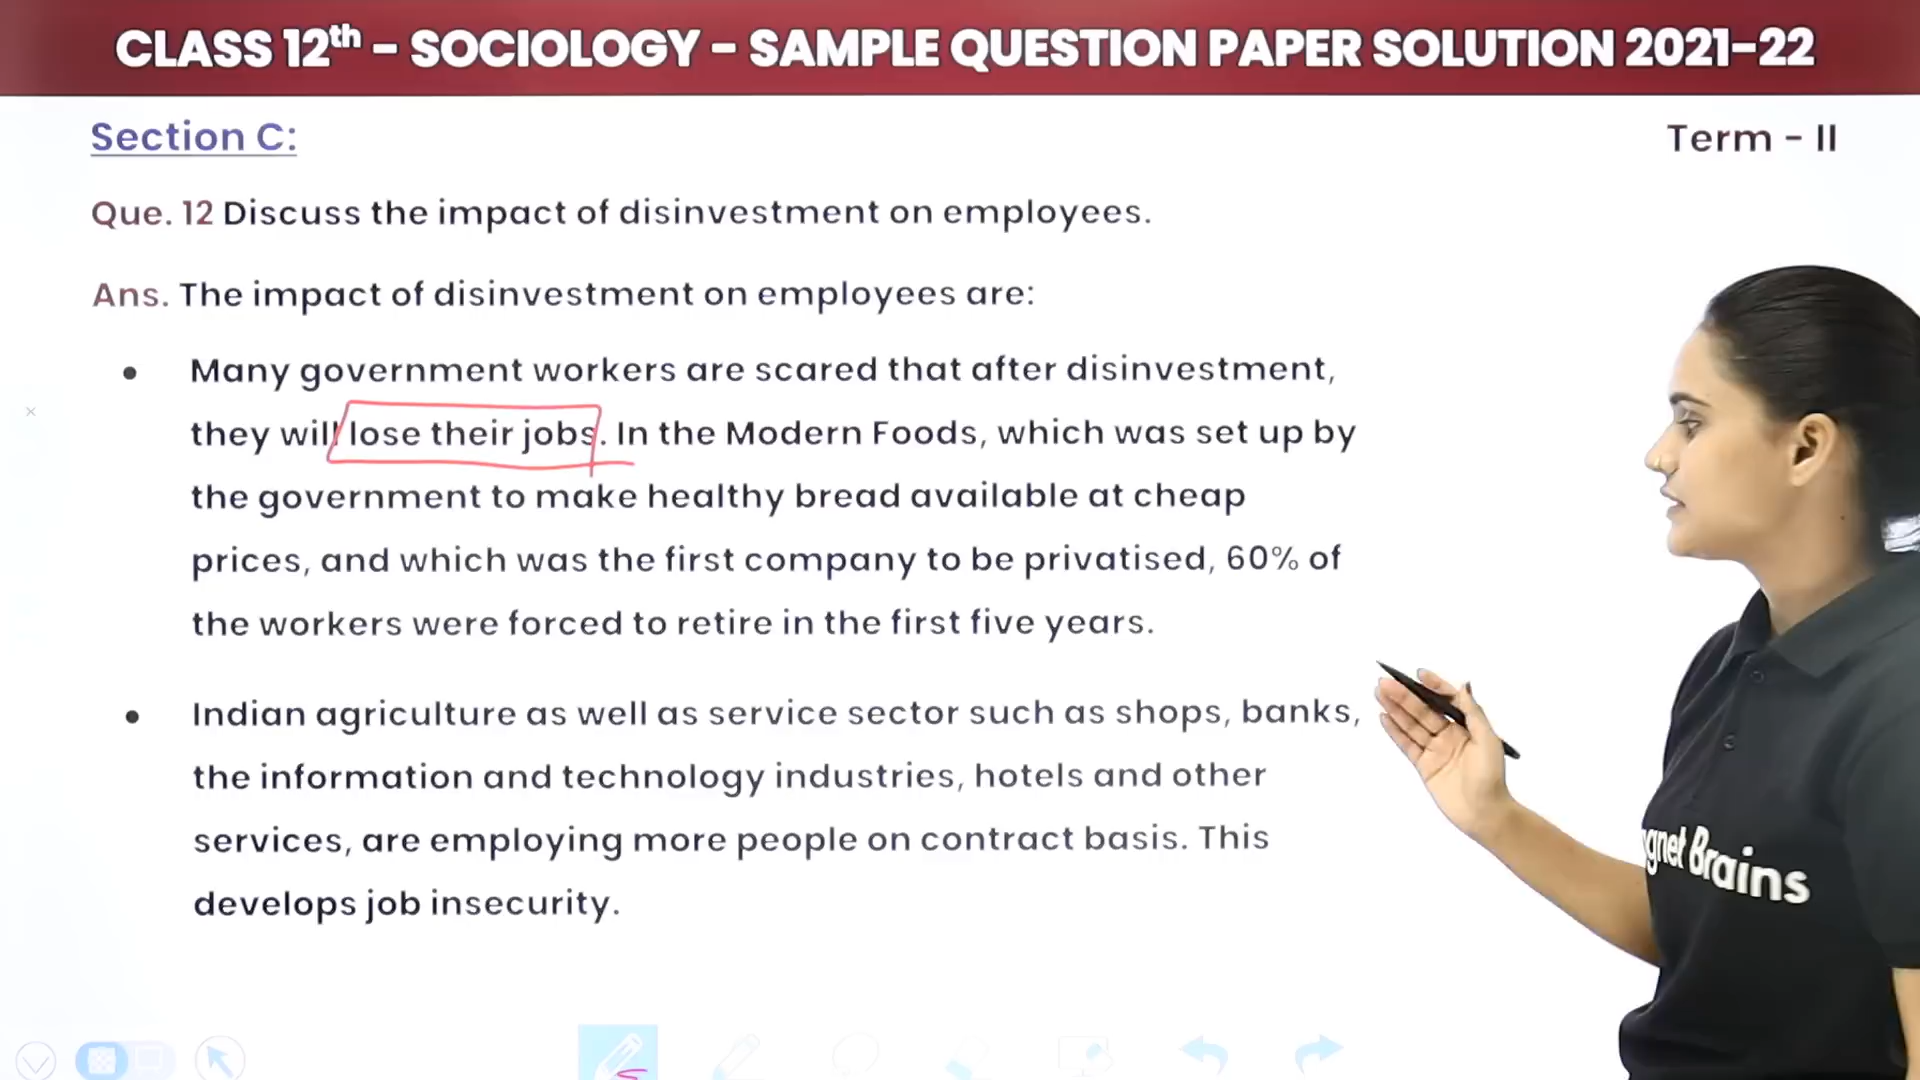 CLASS 12th - SOCIOLOGY - SAMPLE QUESTION PAPER SOLUTION 2021-22
Section C:
Term - II
Que. 12 Discuss the impact of disinvestment on employees.
Ans. The impact of disinvestment on employees are:
• Many government workers are scared that after disinvestment,
they will lose their jobs. In the Modern Foods, which was set up by
the government to make healthy bread available at cheap
prices, and which was the first company to be privatised, 60% of
the workers were forced to retire in the first five years.
• Indian agriculture as well as service sector such as shops, banks,
the information and technology industries, hotels and other
services, are employing more people on contract basis. This
develops job insecurity.
Brains